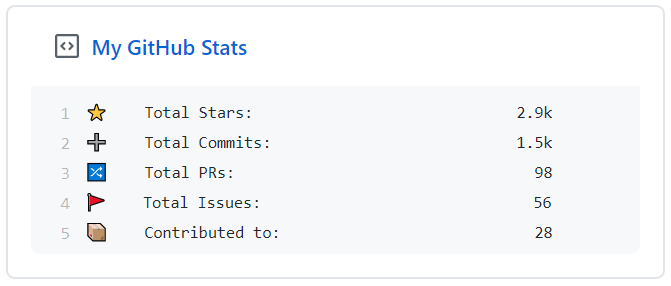 My GitHub Stats
1 ⭐ Total Stars: 2.9k
2 ➕ Total Commits: 1.5k
3 🔀 Total PRs: 98
4 🚩 Total Issues: 56
5 📦 Contributed to: 28